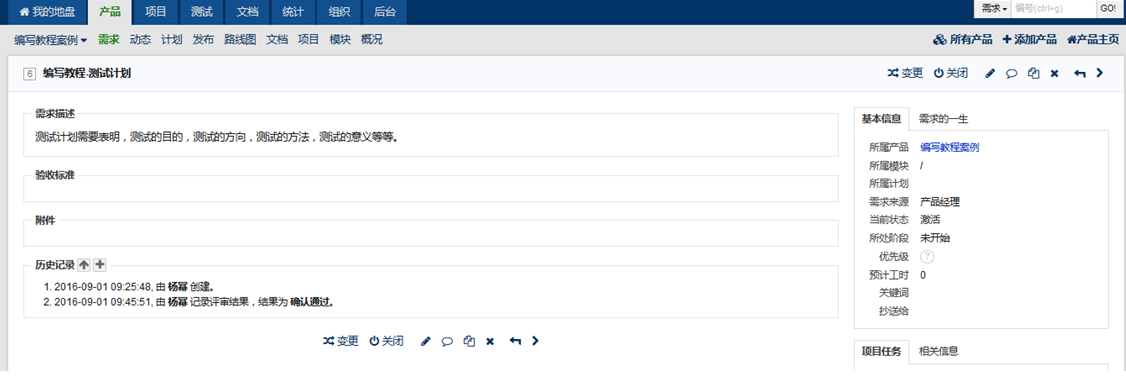 我的地盘 产品 项目 测试 文档 统计 组织 后台 需求 编号(ctrl+g) GO!
编写教程案例 需求 动态 计划 发布 路线图 文档 项目 模块 概况 所有产品 添加产品 产品主页
6 编写教程-测试计划 变更 关闭
需求描述
测试计划需要表明，测试的目的，测试的方向，测试的方法，测试的意义等等。
验收标准
附件
历史记录
1. 2016-09-01 09:25:48, 由 杨幂 创建。
2. 2016-09-01 09:45:51, 由 杨幂 记录评审结果，结果为 确认通过。
变更 关闭
基本信息 需求的一生
所属产品 编写教程案例
所属模块 /
所属计划
需求来源 产品经理
当前状态 激活
所处阶段 未开始
优先级 ?
预计工时 0
关键词
抄送给
项目任务 相关信息